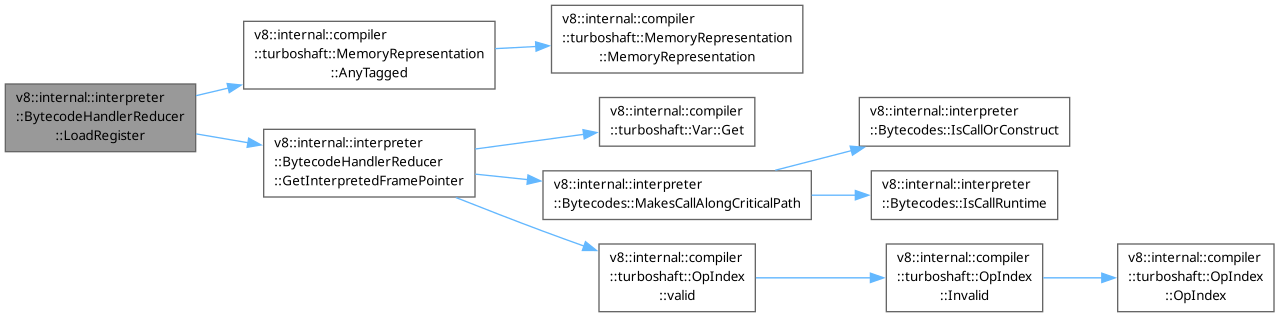 v8::internal::interpreter
::BytecodeHandlerReducer
::LoadRegister
v8::internal::compiler
::turboshaft::MemoryRepresentation
::AnyTagged
v8::internal::compiler
::turboshaft::MemoryRepresentation
::MemoryRepresentation
v8::internal::interpreter
::BytecodeHandlerReducer
::GetInterpretedFramePointer
v8::internal::compiler
::turboshaft::Var::Get
v8::internal::interpreter
::Bytecodes::MakesCallAlongCriticalPath
v8::internal::interpreter
::Bytecodes::IsCallOrConstruct
v8::internal::interpreter
::Bytecodes::IsCallRuntime
v8::internal::compiler
::turboshaft::OpIndex
::valid
v8::internal::compiler
::turboshaft::OpIndex
::Invalid
v8::internal::compiler
::turboshaft::OpIndex
::OpIndex